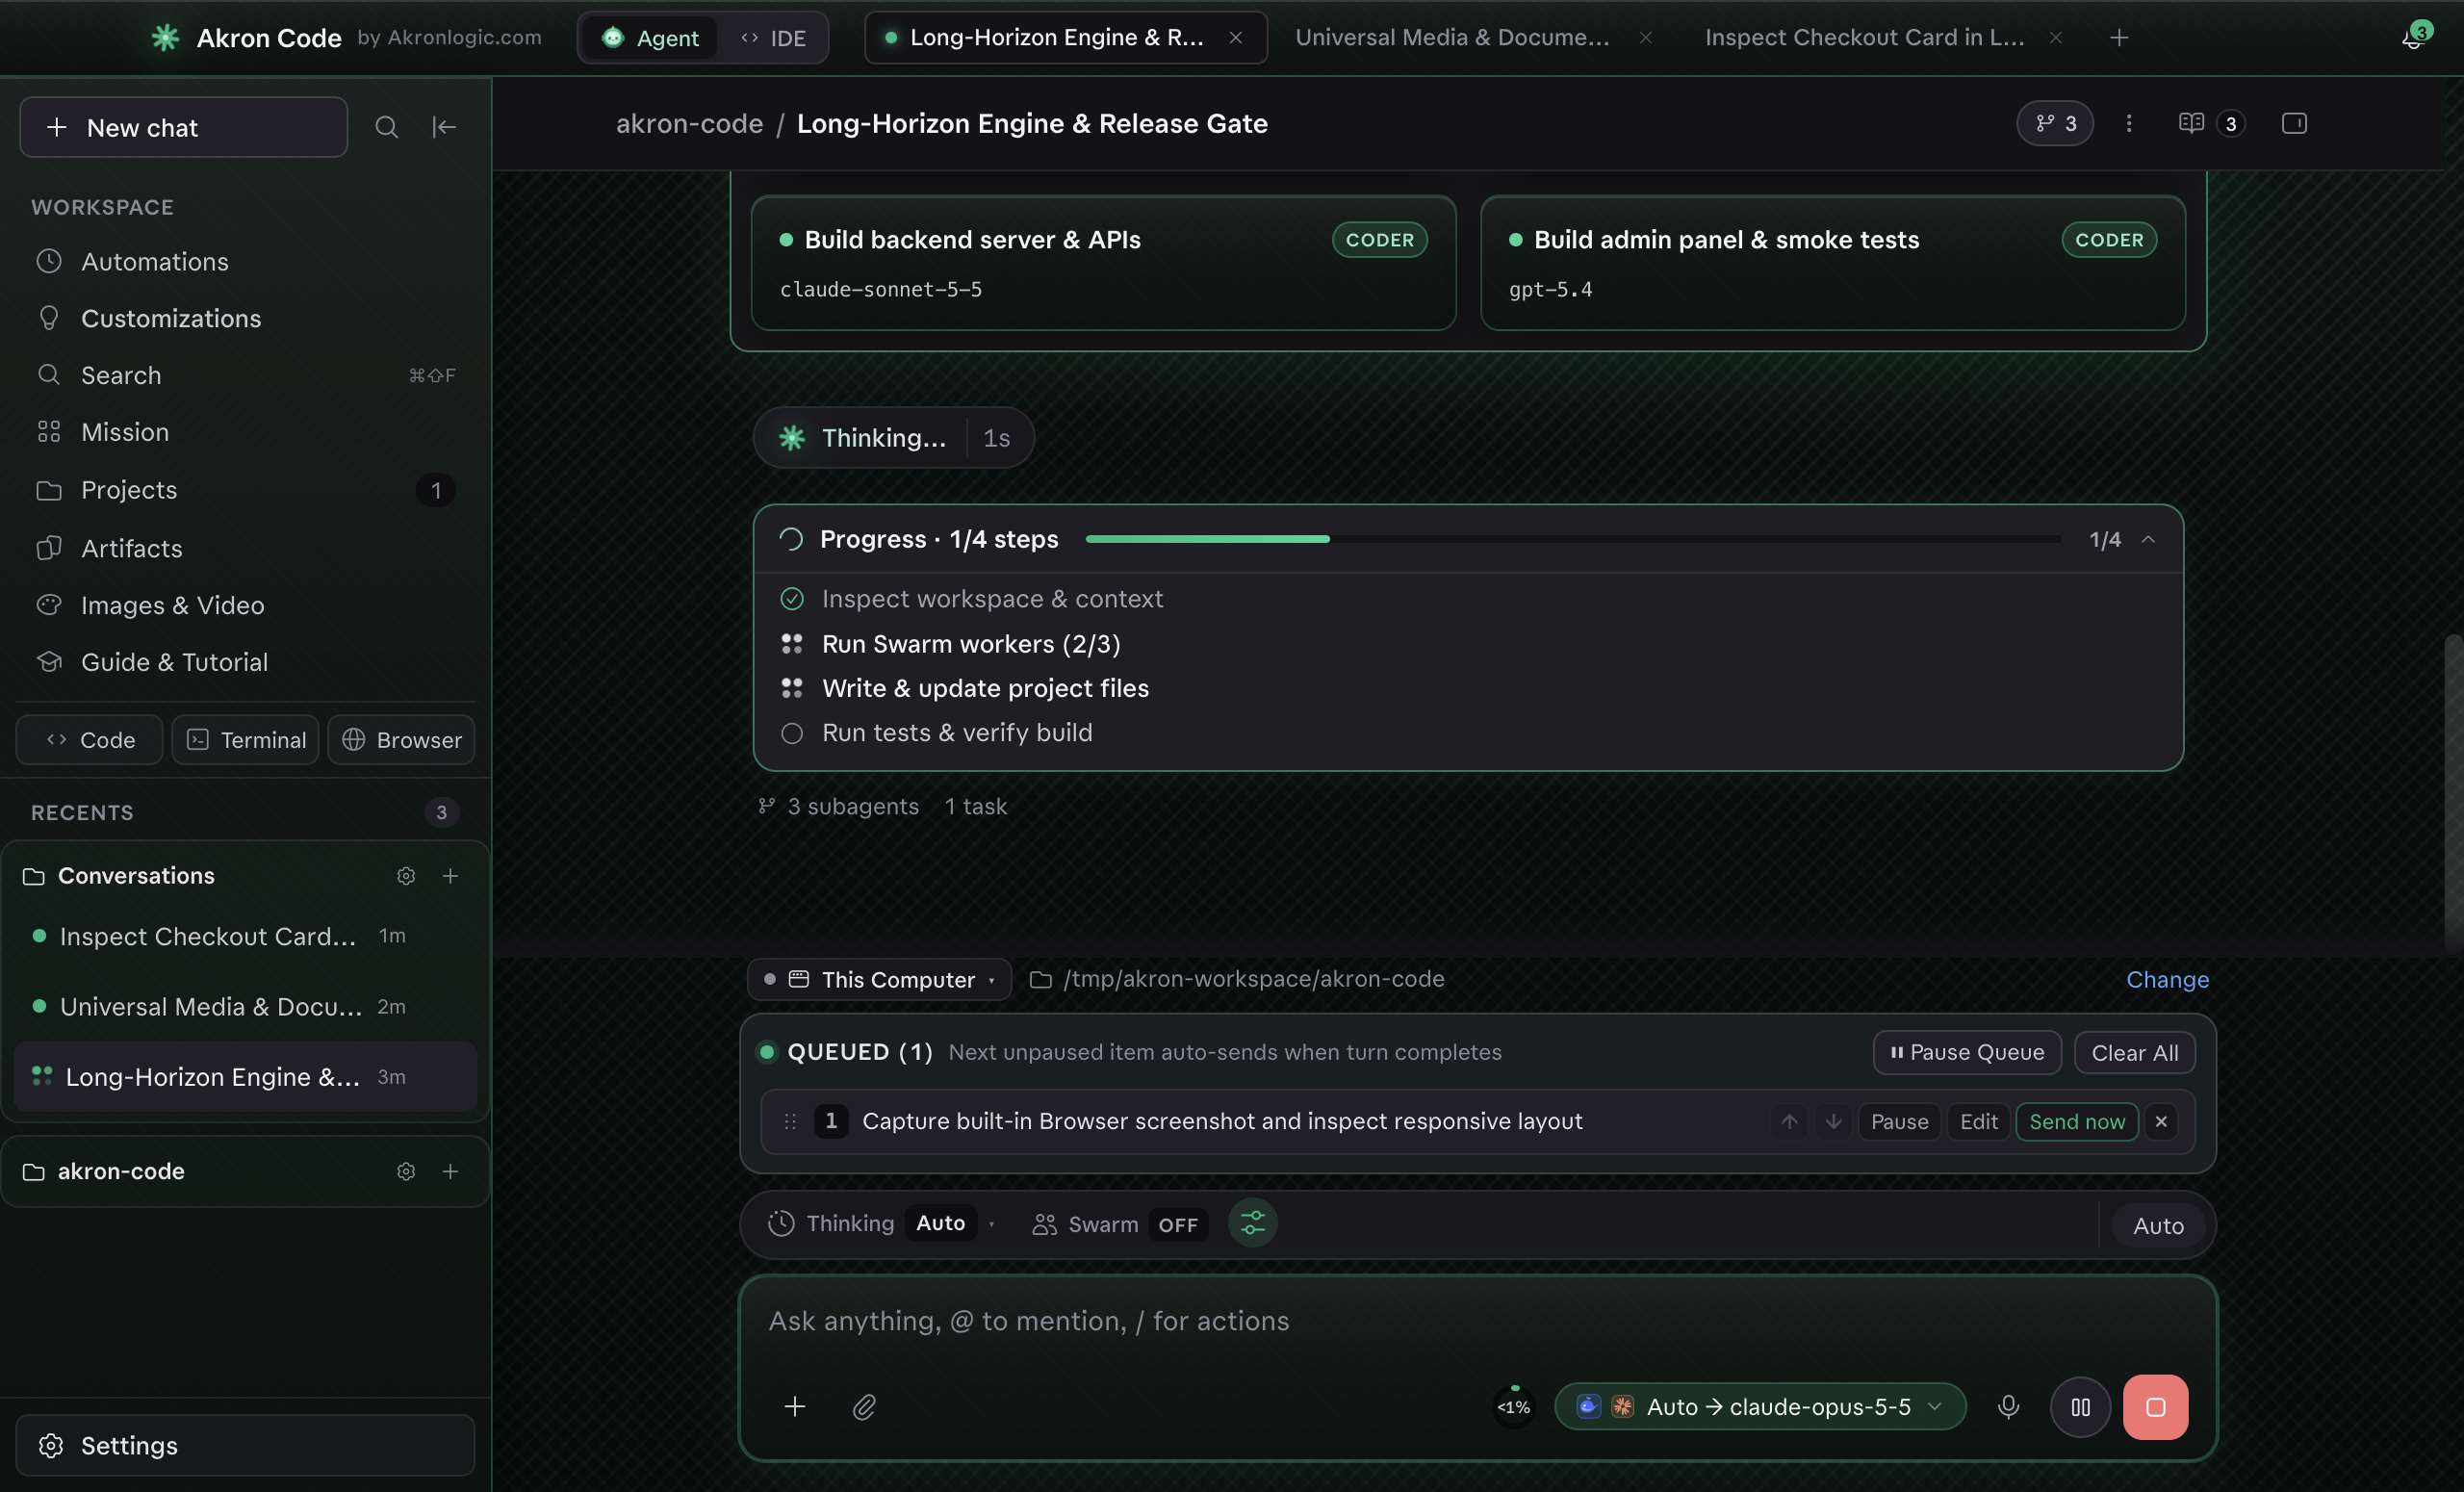 Akron Code by Akronlogic.com
Agent
IDE
Long-Horizon Engine & R...
Universal Media & Docume...
Inspect Checkout Card in L...
3
New chat
WORKSPACE
Automations
Customizations
Search ⌘⇧F
Mission
Projects 1
Artifacts
Images & Video
Guide & Tutorial
Code
Terminal
Browser
RECENTS 3
Conversations
Inspect Checkout Card... 1m
Universal Media & Docu... 2m
Long-Horizon Engine &... 3m
akron-code
Settings
akron-code / Long-Horizon Engine & Release Gate
3
3
Build backend server & APIs CODER
claude-sonnet-5-5
Build admin panel & smoke tests CODER
gpt-5.4
Thinking... 1s
Progress · 1/4 steps 1/4
Inspect workspace & context
Run Swarm workers (2/3)
Write & update project files
Run tests & verify build
3 subagents 1 task
This Computer /tmp/akron-workspace/akron-code Change
QUEUED (1) Next unpaused item auto-sends when turn completes Pause Queue Clear All
1 Capture built-in Browser screenshot and inspect responsive layout Pause Edit Send now
Thinking Auto Swarm OFF Auto
Ask anything, @ to mention, / for actions
<1% Auto → claude-opus-5-5